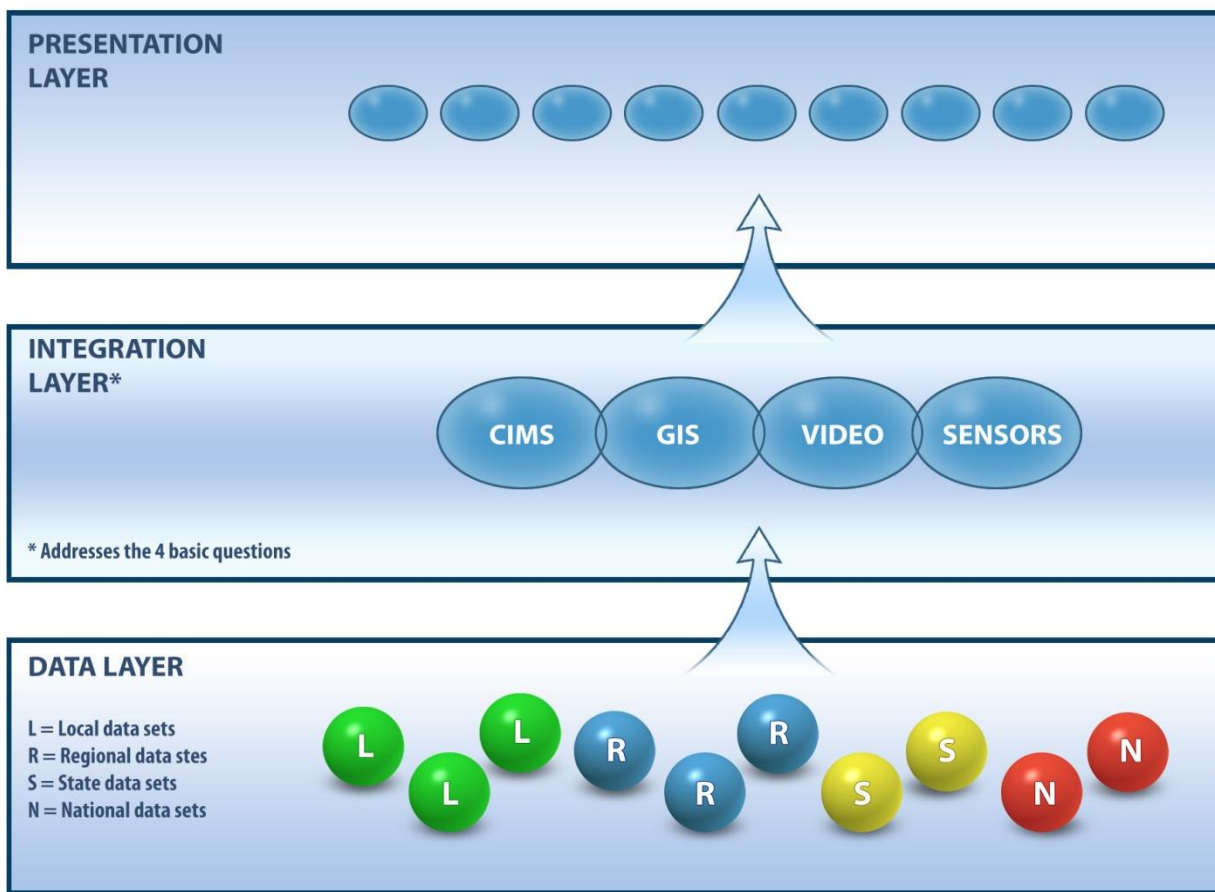 PRESENTATION
LAYER
INTEGRATION
LAYER*
CIMS GIS VIDEO SENSORS
* Addresses the 4 basic questions
DATA LAYER
L = Local data sets
R = Regional data stes
S = State data sets
N = National data sets
L L L R R R S S N N